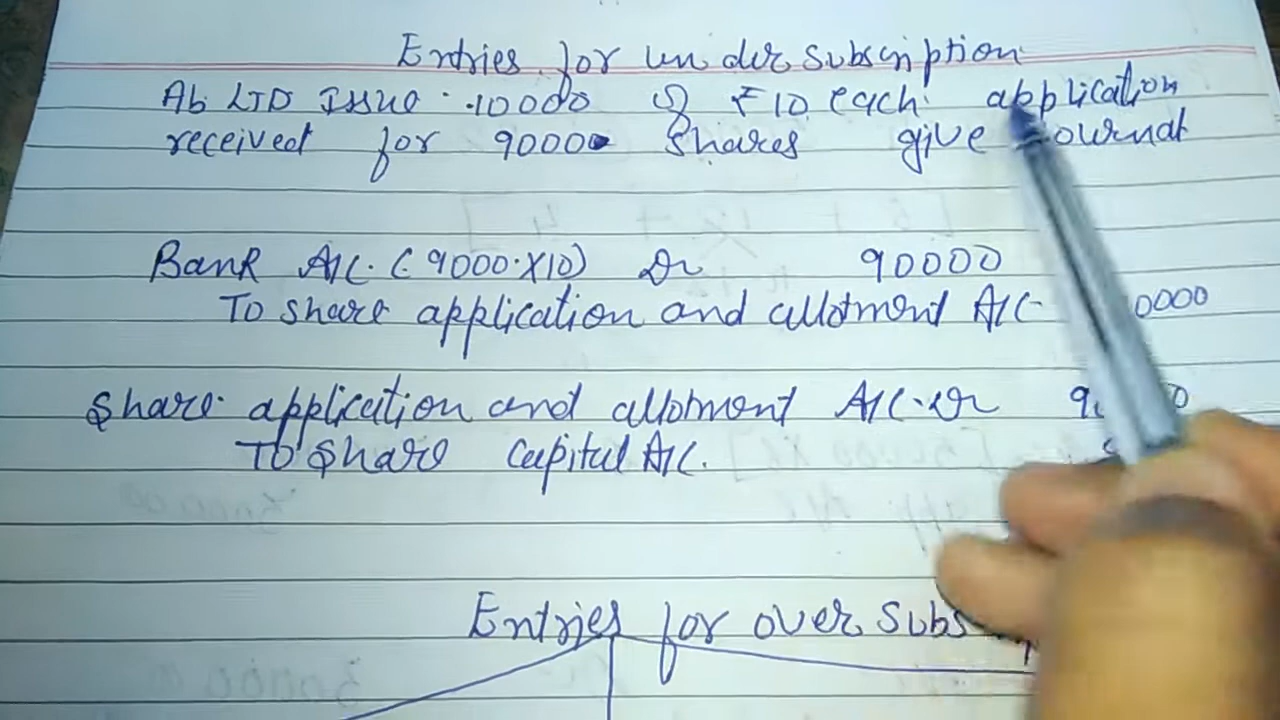 Entries for under subscription
Ab LTD Issue 10000 of ₹10 each application
received for 9000 shares give Journal
Bank A/C. (9000×10) Dr 90000
To share application and allotment A/C 0000
Share application and allotment A/C. Dr
To Share capital A/C.
Entries for over Subs